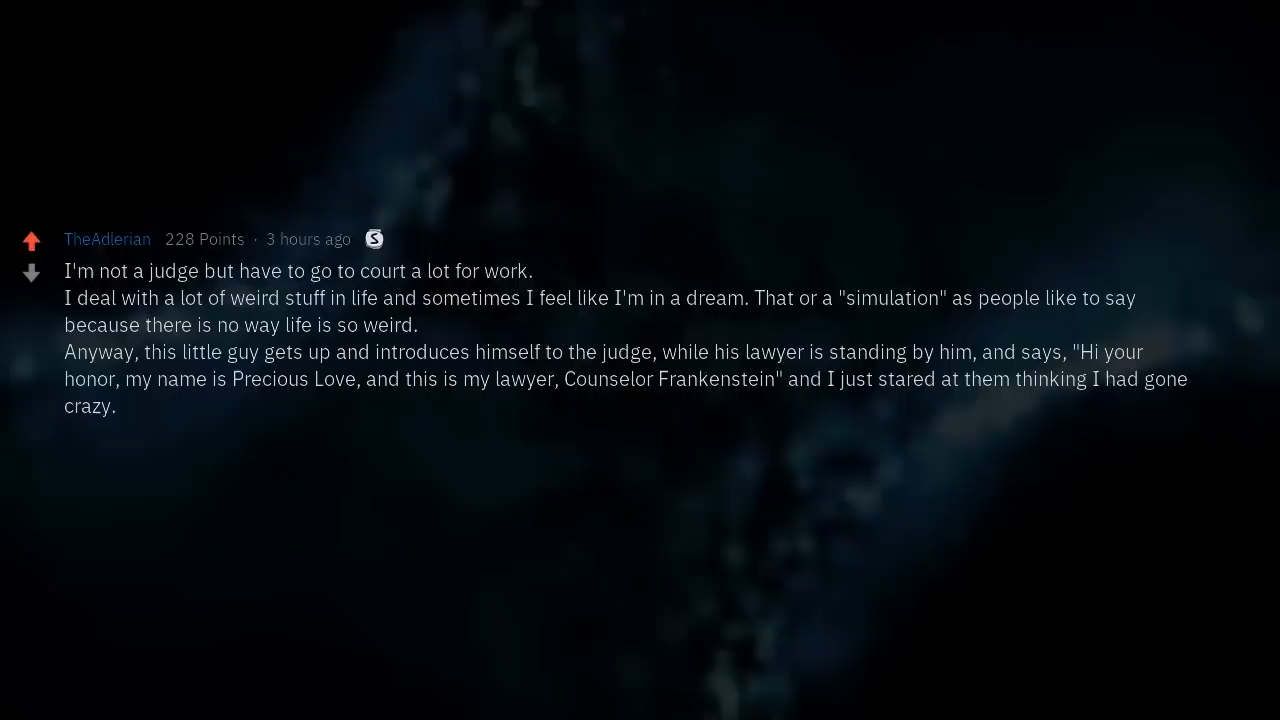 TheAdlerian 228 Points · 3 hours ago S
I'm not a judge but have to go to court a lot for work.
I deal with a lot of weird stuff in life and sometimes I feel like I'm in a dream. That or a "simulation" as people like to say
because there is no way life is so weird.
Anyway, this little guy gets up and introduces himself to the judge, while his lawyer is standing by him, and says, "Hi your
honor, my name is Precious Love, and this is my lawyer, Counselor Frankenstein" and I just stared at them thinking I had gone
crazy.